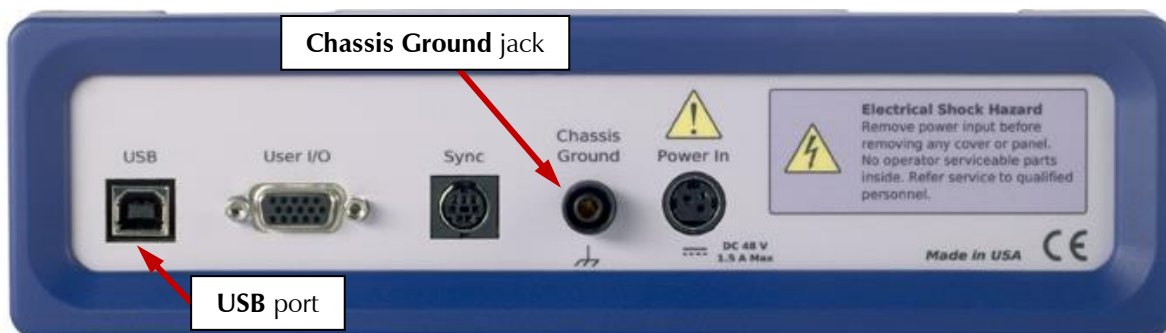 Chassis Ground jack
USB
User I/O
Sync
Chassis
Ground
Power In
Electrical Shock Hazard
Remove power input before
removing any cover or panel.
No operator serviceable parts
inside. Refer service to qualified
personnel.
DC 48 V
1.5 A Max
Made in USA
CE
USB port